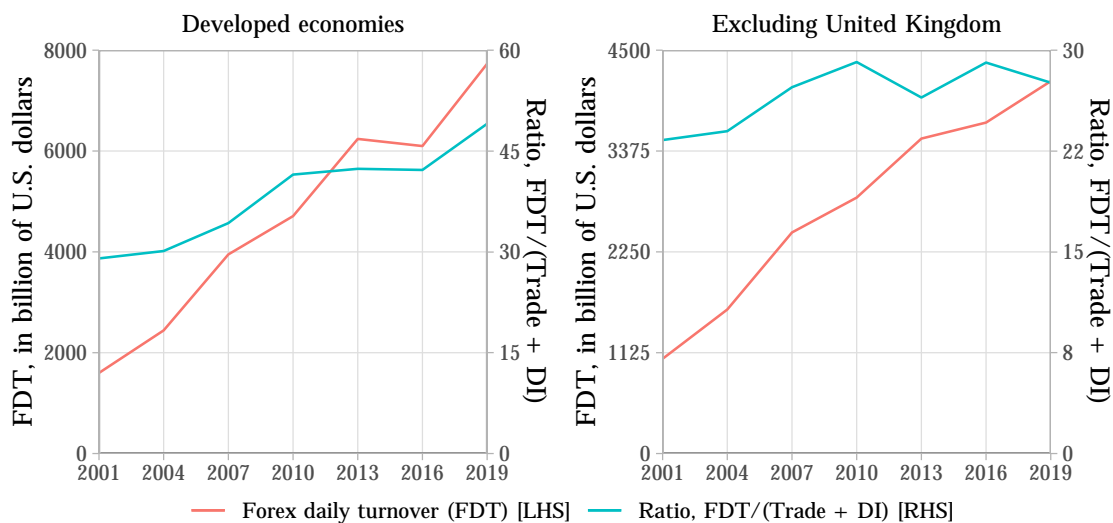 Developed economies
Excluding United Kingdom
FDT, in billion of U.S. dollars
8000
6000
4000
2000
0
60
45
30
15
0
Ratio, FDT/(Trade + DI)
2001 2004 2007 2010 2013 2016 2019
FDT, in billion of U.S. dollars
4500
3375
2250
1125
0
30
22
15
8
0
Ratio, FDT/(Trade + DI)
2001 2004 2007 2010 2013 2016 2019
Forex daily turnover (FDT) [LHS] Ratio, FDT/(Trade + DI) [RHS]